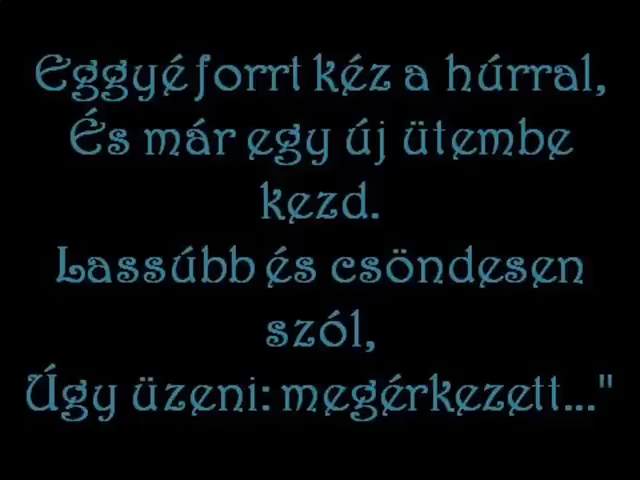 Eggyé forrt kéz a húrral,
És már egy új ütembe
kezd.
Lassúbb és csöndesen
szól,
Úgy üzeni: megérkezett..."